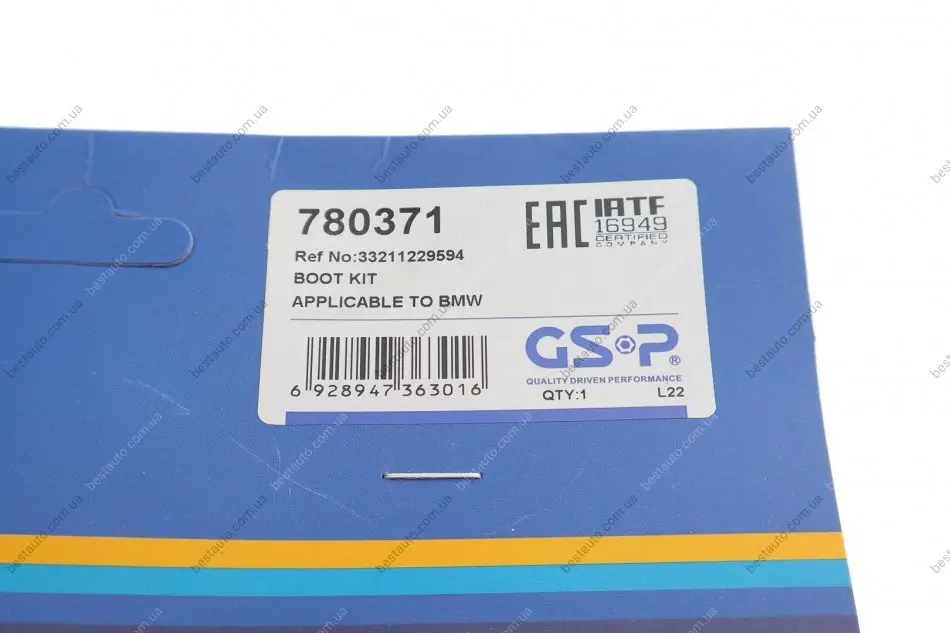 780371
EAC
IATF
16949
CERTIFIED
COMPANY
Ref No:33211229594
BOOT KIT
APPLICABLE TO BMW
6 928947 363016
GSP®
QUALITY DRIVEN PERFORMANCE
QTY:1 L22
bestauto.com.ua